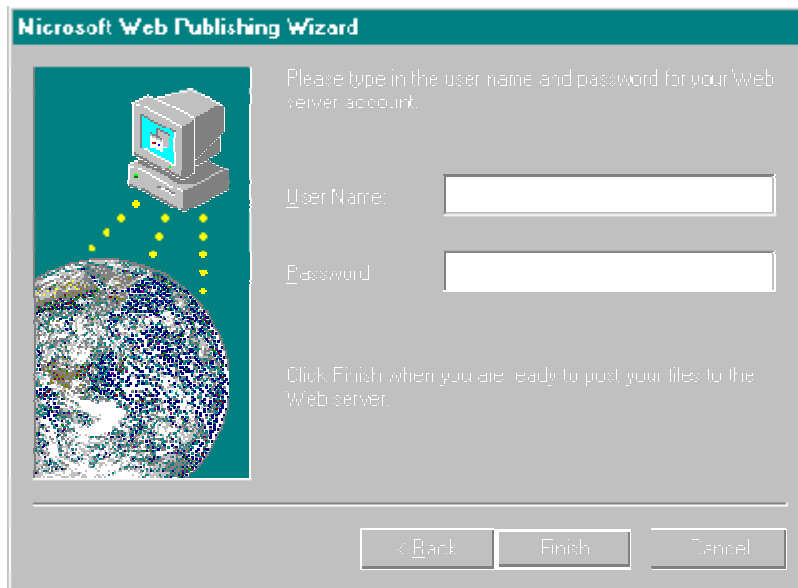 Microsoft Web Publishing Wizard
Please type in the user name and password for your Web
server account.
User Name:
Password
Click Finish when you are ready to post your files to the
Web server.
< Back Finish Cancel